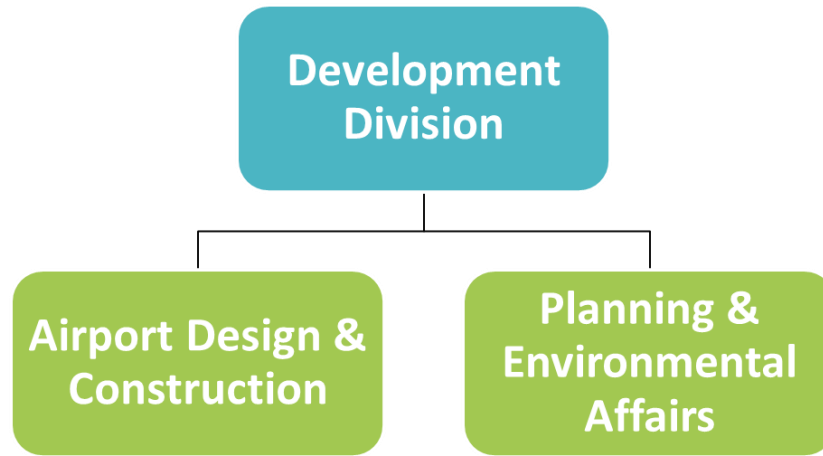 Development
Division
Airport Design &
Construction
Planning &
Environmental
Affairs